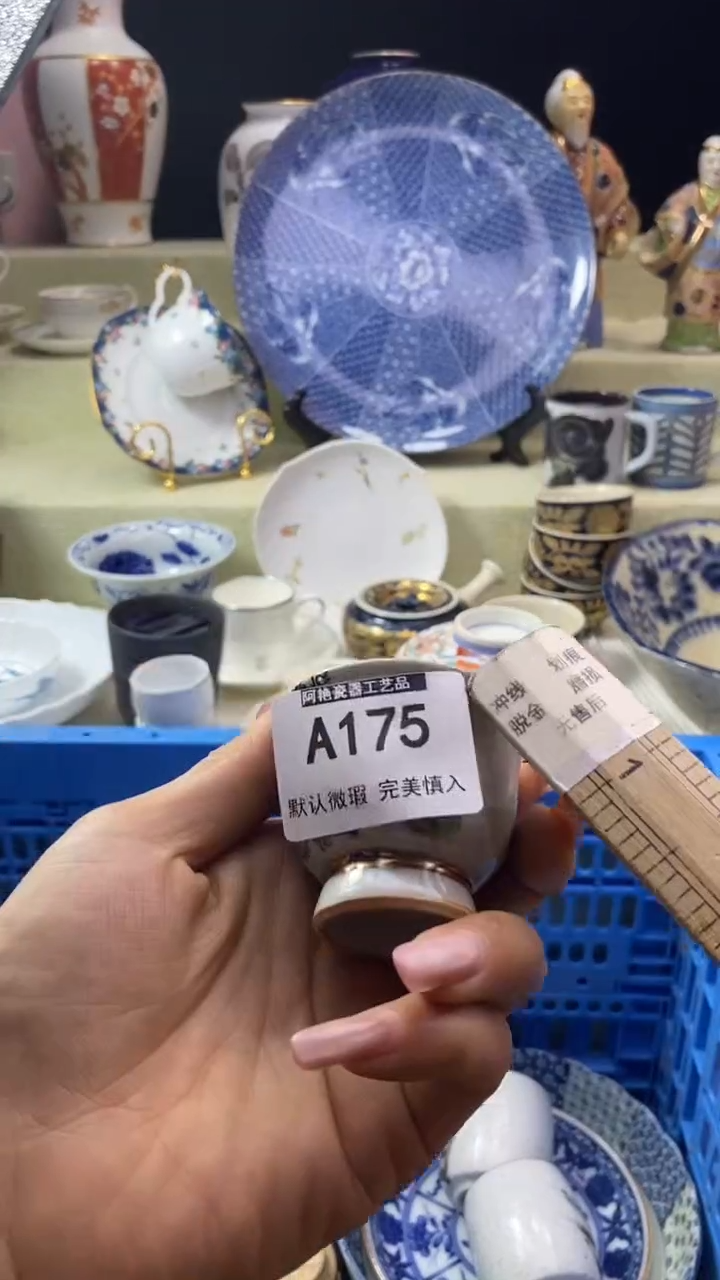 阿艳瓷器工艺品
A175
默认微瑕 完美慎入
冲线 划痕
脱金 磨损
无售后
1